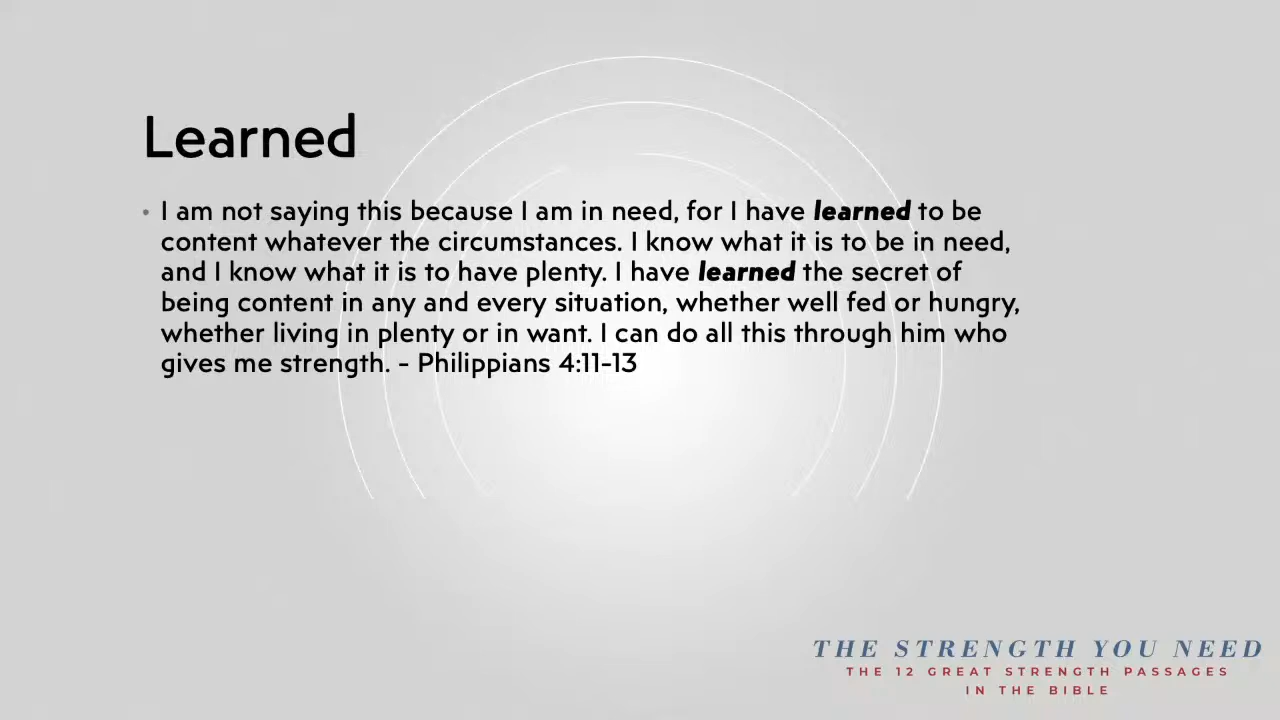 Learned
• I am not saying this because I am in need, for I have learned to be
content whatever the circumstances. I know what it is to be in need,
and I know what it is to have plenty. I have learned the secret of
being content in any and every situation, whether well fed or hungry,
whether living in plenty or in want. I can do all this through him who
gives me strength. - Philippians 4:11-13
THE STRENGTH YOU NEED
THE 12 GREAT STRENGTH PASSAGES
IN THE BIBLE